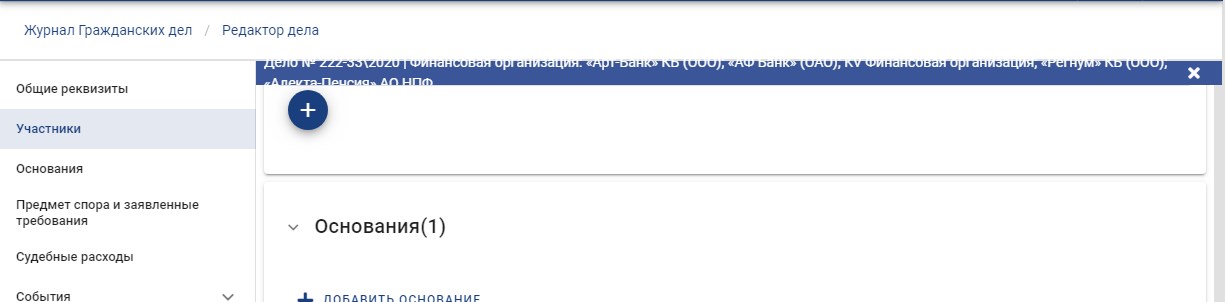 Журнал Гражданских дел / Редактор дела
Дело № 222-33\2020 | Финансовая организация: «Арт-Банк» КБ (ООО), «АФ Банк» (ОАО), KV Финансовая организация, «Регнум» КБ (ООО),
«Алекта-Пенсия» АО НПФ
Общие реквизиты
Участники
Основания
Предмет спора и заявленные
требования
Судебные расходы
События
Основания(1)
ДОБАВИТЬ ОСНОВАНИЕ